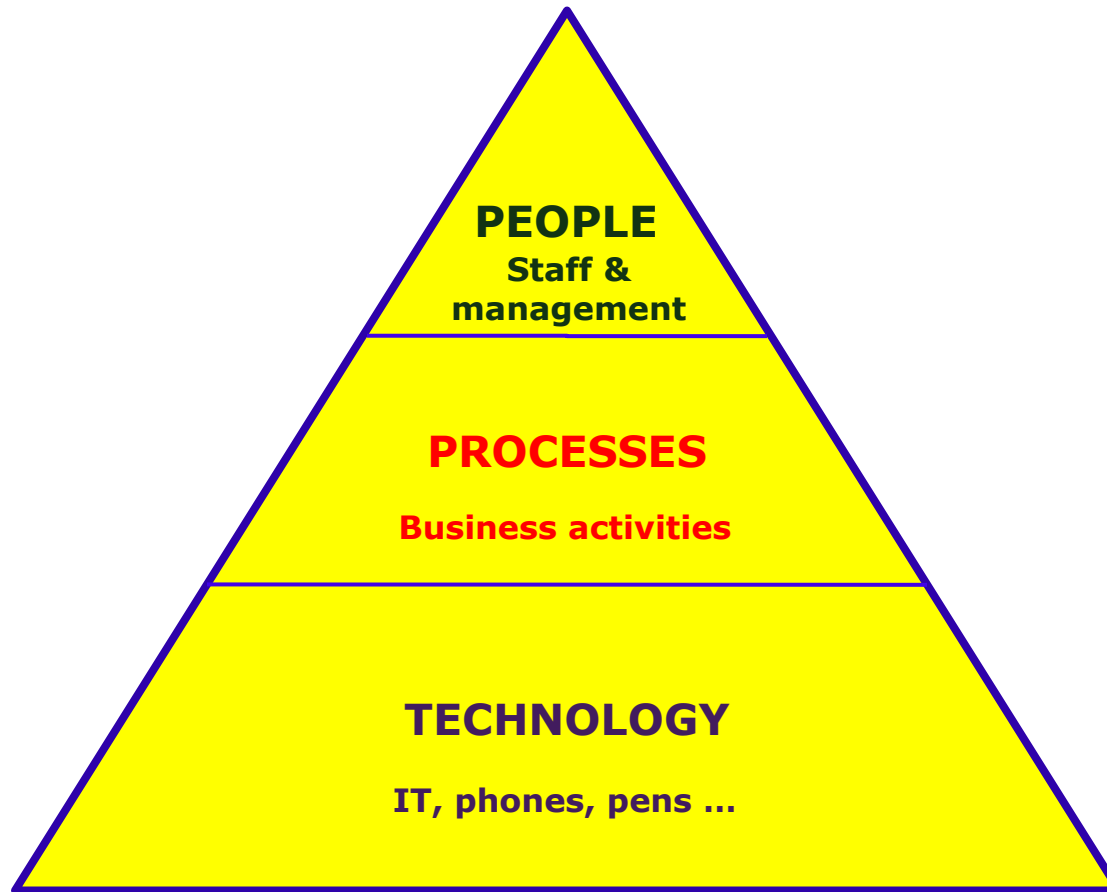 PEOPLE
Staff &
management
PROCESSES
Business activities
TECHNOLOGY
IT, phones, pens ...